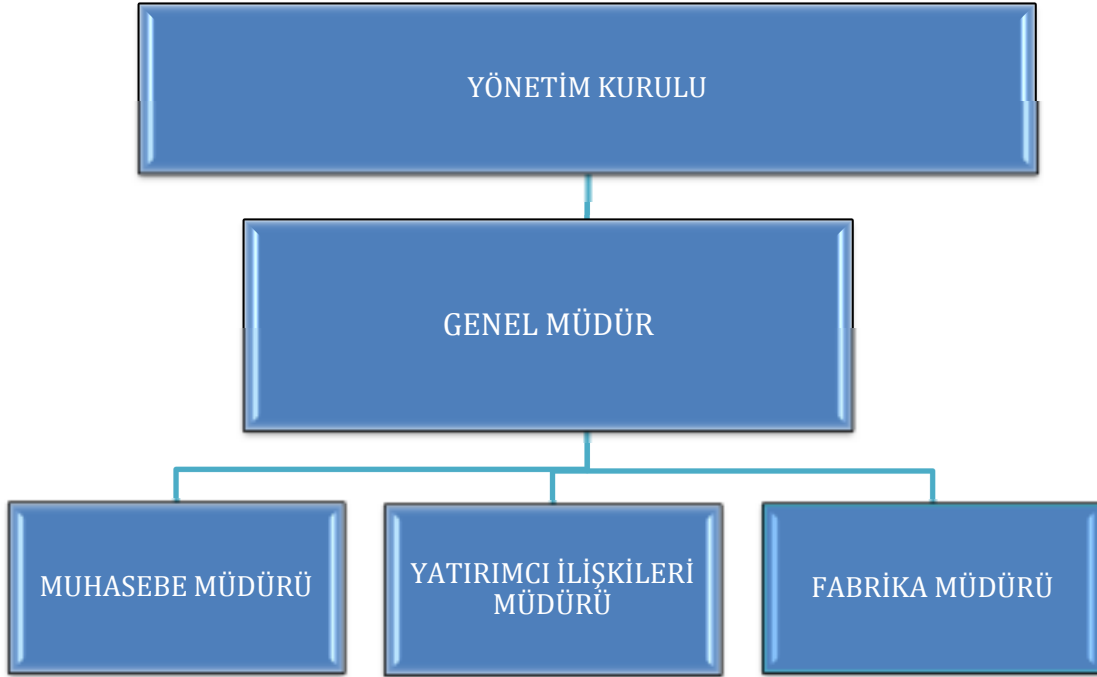 YÖNETİM KURULU
GENEL MÜDÜR
MUHASEBE MÜDÜRÜ
YATIRIMCI İLİŞKİLERİ
MÜDÜRÜ
FABRİKA MÜDÜRÜ